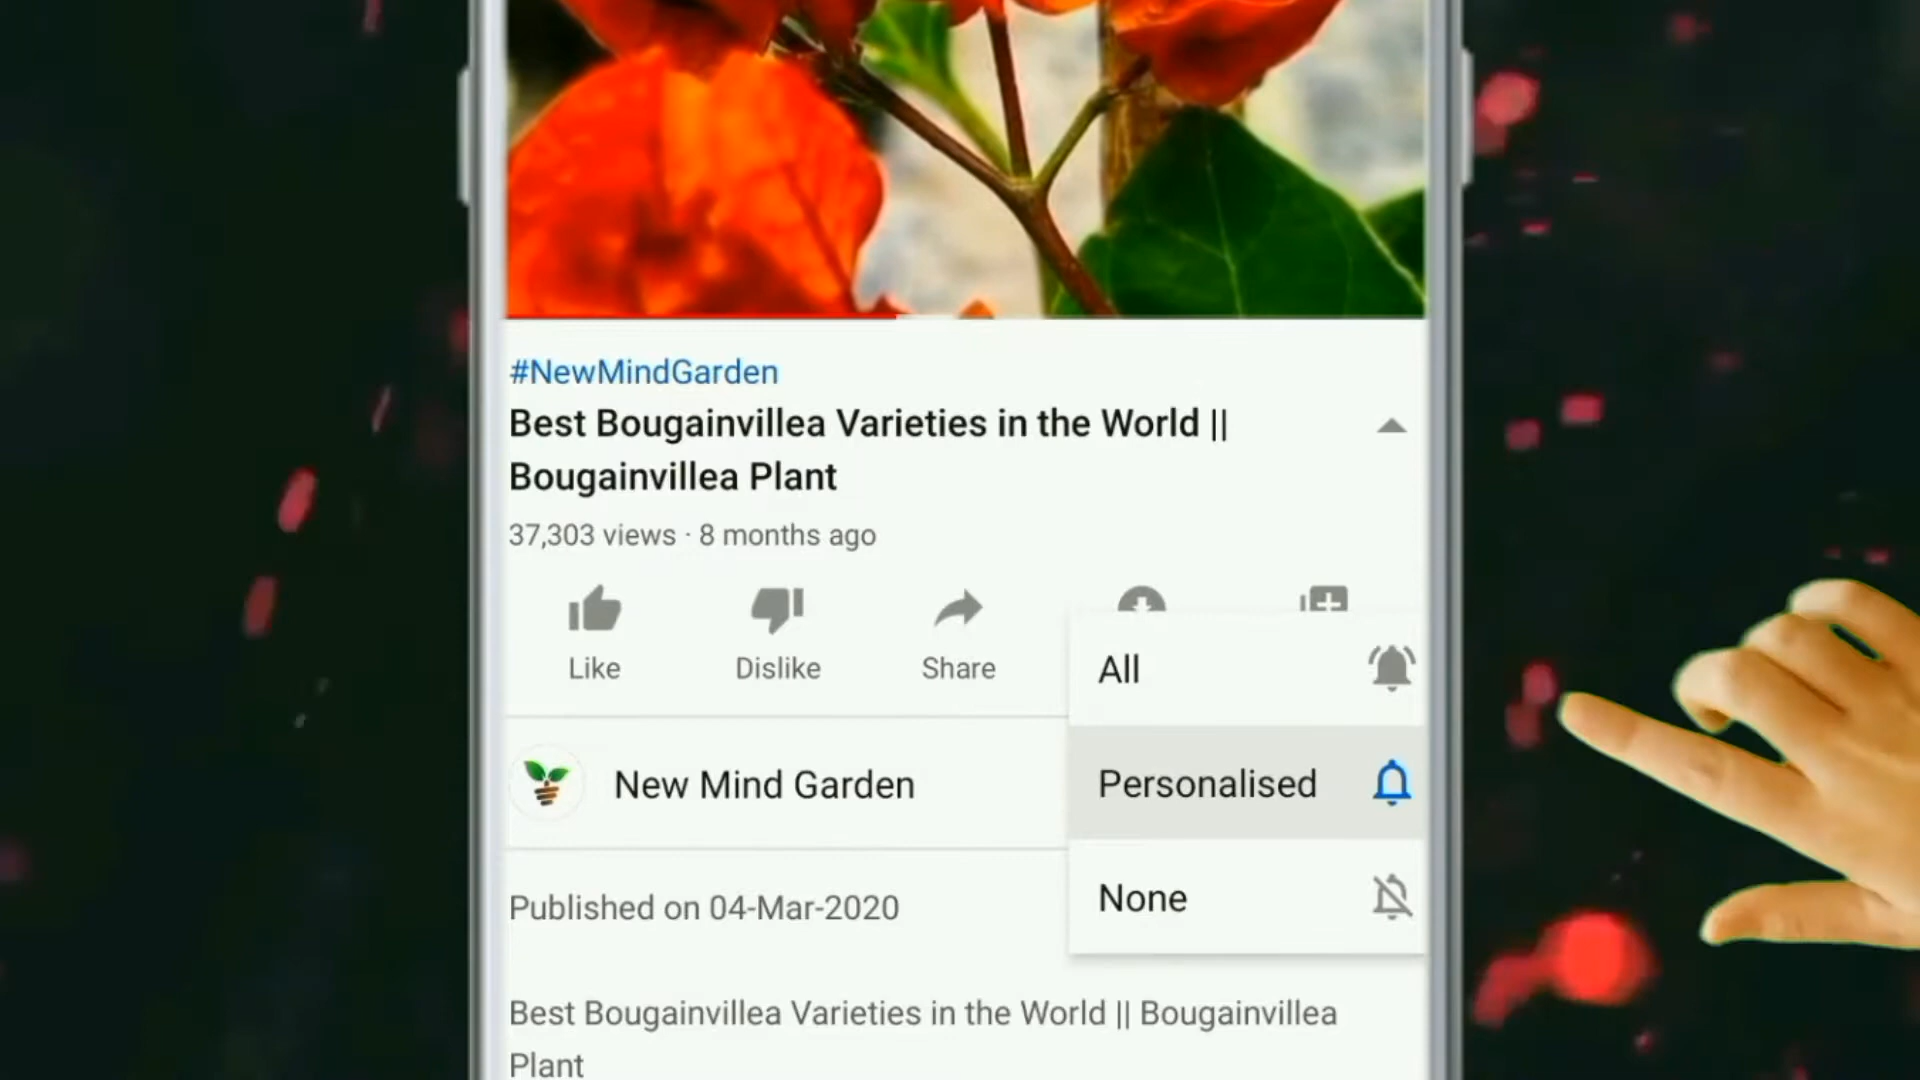 #NewMindGarden
Best Bougainvillea Varieties in the World ||
Bougainvillea Plant
37,303 views · 8 months ago
Like Dislike Share
All
New Mind Garden
Personalised
Published on 04-Mar-2020
None
Best Bougainvillea Varieties in the World || Bougainvillea
Plant